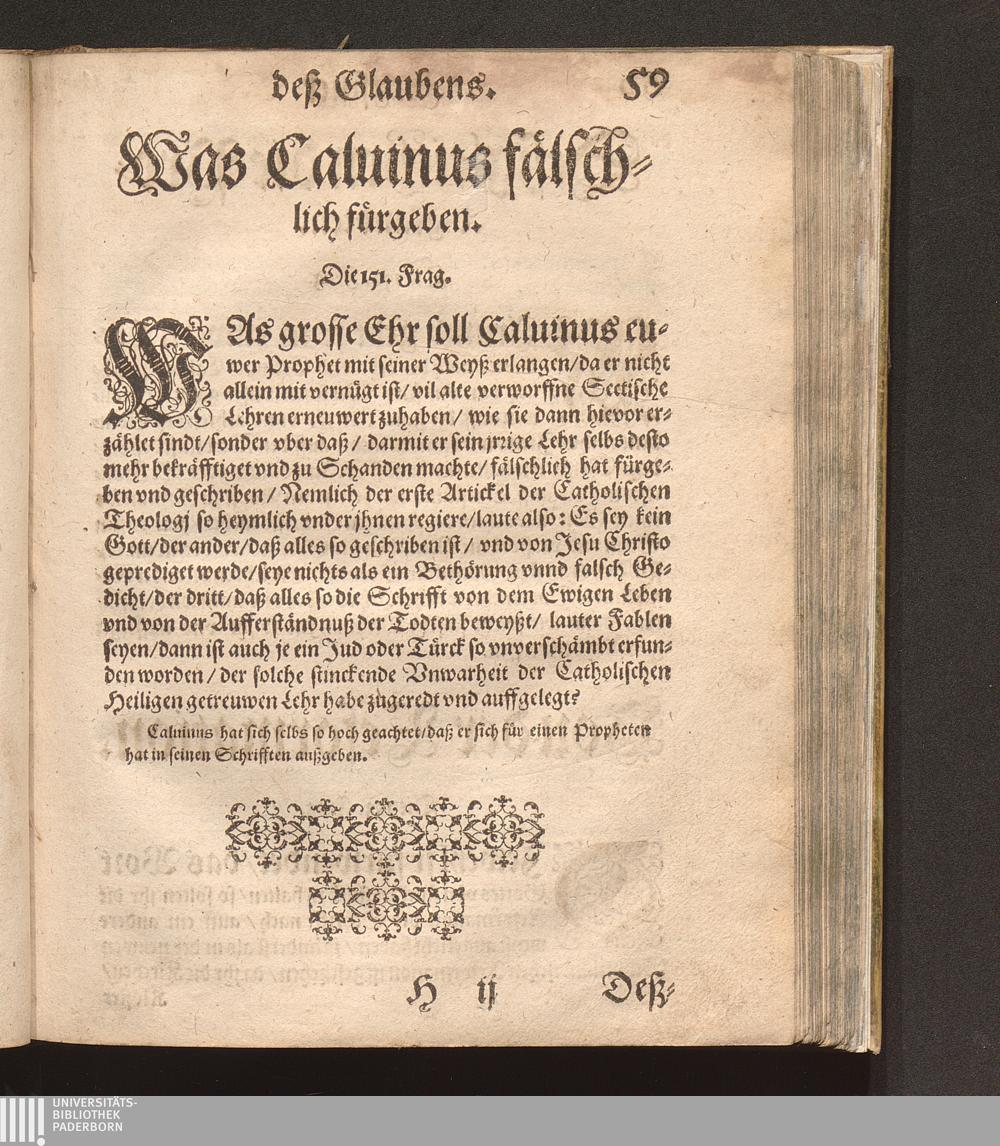 deß Glaubens. 59
Was Caluinus fälsch-
lich fürgeben.
Die 151. Frag.
WAs grosse Ehr soll Caluinus eu-
wer Prophet mit seiner Weyß erlangen/da er nicht
allein mit vernügt ist/ vil alte verworffne Sectische
Lehren erneuwert zuhaben/ wie sie dann hievor er-
zählet sindt/sonder vber daß/ darmit er sein jrrige Lehr selbs desto
mehr bekräfftiget vnd zu Schanden machte/ fälschlich hat fürge-
ben vnd geschriben/ Nemlich der erste Artickel der Catholischen
Theologj so heymlich vnder jhnen regiere/laute also: Es sey kein
Gott/der ander/daß alles so geschriben ist/ vnd von Jesu Christo
geprediget werde/seye nichts als ein Bethörung vnnd falsch Ge-
dicht/der dritt/daß alles so die Schrifft von dem Ewigen Leben
vnd von der Aufferständnuß der Todten beweyßt/ lauter Fablen
seyen/dann ist auch je ein Jud oder Türck so vnverschämbt erfun-
den worden/ der solche stinckende Vnwarheit der Catholischen
Heiligen getreuwen Lehr habe zugeredt vnd auffgelegt?
Caluinus hat sich selbs so hoch geachtet/daß er sich für einen Propheten
hat in seinen Schrifften außgeben.
H ij Deß-
UNIVERSITÄTS-
BIBLIOTHEK
PADERBORN